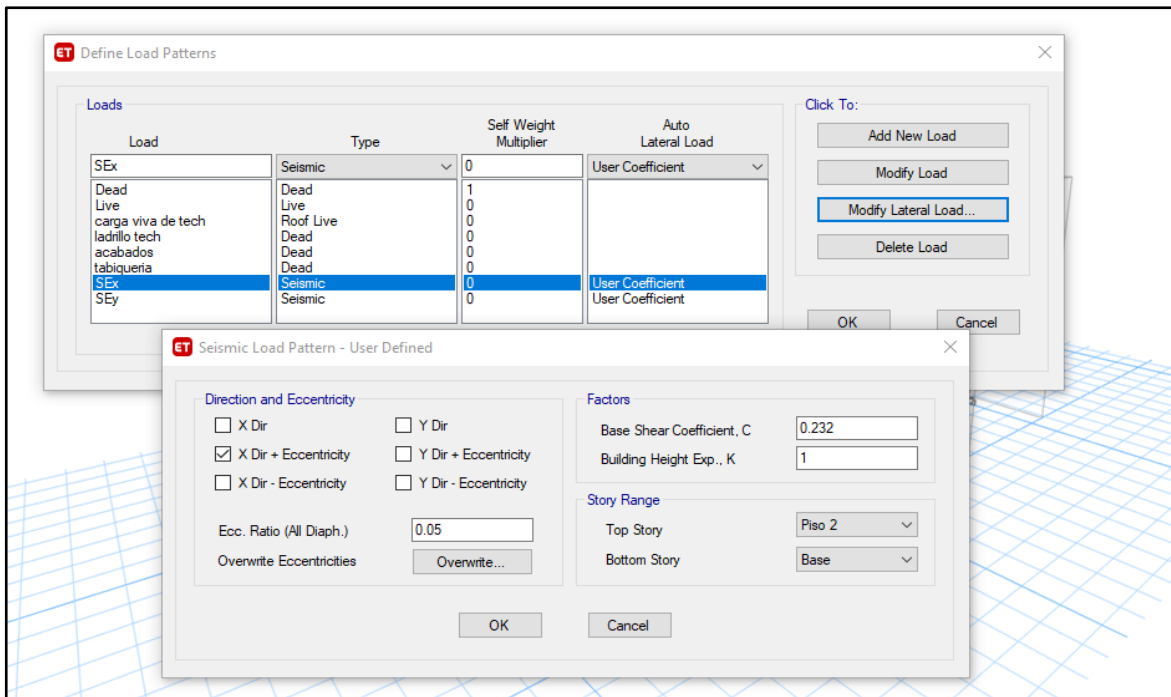 ET Define Load Patterns
Loads
Click To:
Load Type Self Weight Multiplier Auto Lateral Load
SEx Seismic 0 User Coefficient
Dead Dead 1
Live Live 0
carga viva de tech Roof Live 0
ladrillo tech Dead 0
acabados Dead 0
tabiqueria Dead 0
SEx Seismic 0 User Coefficient
SEy Seismic 0 User Coefficient
Add New Load
Modify Load
Modify Lateral Load...
Delete Load
OK Cancel
ET Seismic Load Pattern - User Defined
Direction and Eccentricity
X Dir Y Dir
X Dir + Eccentricity Y Dir + Eccentricity
X Dir - Eccentricity Y Dir - Eccentricity
Ecc. Ratio (All Diaph.) 0.05
Overwrite Eccentricities Overwrite...
Factors
Base Shear Coefficient, C 0.232
Building Height Exp., K 1
Story Range
Top Story Piso 2
Bottom Story Base
OK Cancel